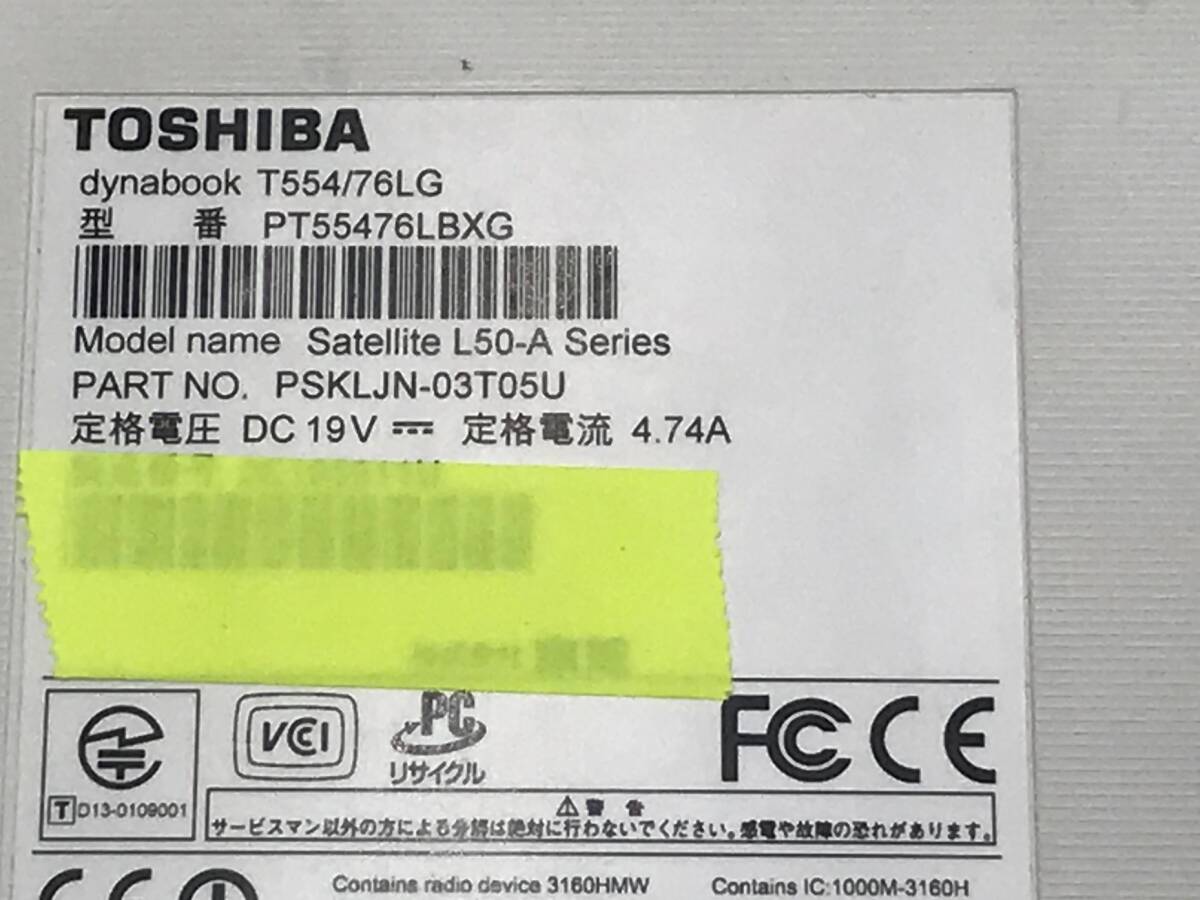 TOSHIBA
dynabook T554/76LG
型 番 PT55476LBXG
Model name Satellite L50-A Series
PART NO. PSKLJN-03T05U
定格電圧 DC 19V 定格電流 4.74A
VCCI
PC
リサイクル
FC CE
T D13-0109001
⚠警 告
サービスマン以外の方による分解は絶対に行わないでください。感電や故障の恐れがあります。
Contains radio device 3160HMW Contains IC:1000M-3160H